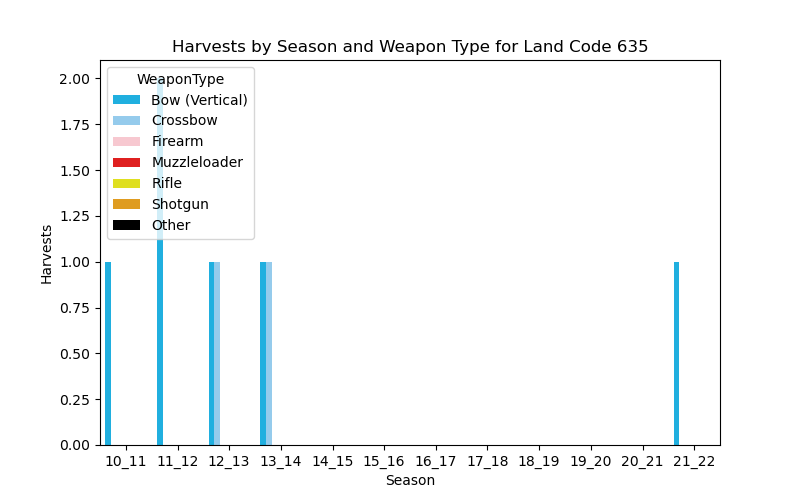 Harvests by Season and Weapon Type for Land Code 635
2.00
1.75
1.50
1.25
1.00
0.75
0.50
0.25
0.00
Harvests
WeaponType
Bow (Vertical)
Crossbow
Firearm
Muzzleloader
Rifle
Shotgun
Other
10_11 11_12 12_13 13_14 14_15 15_16 16_17 17_18 18_19 19_20 20_21 21_22
Season